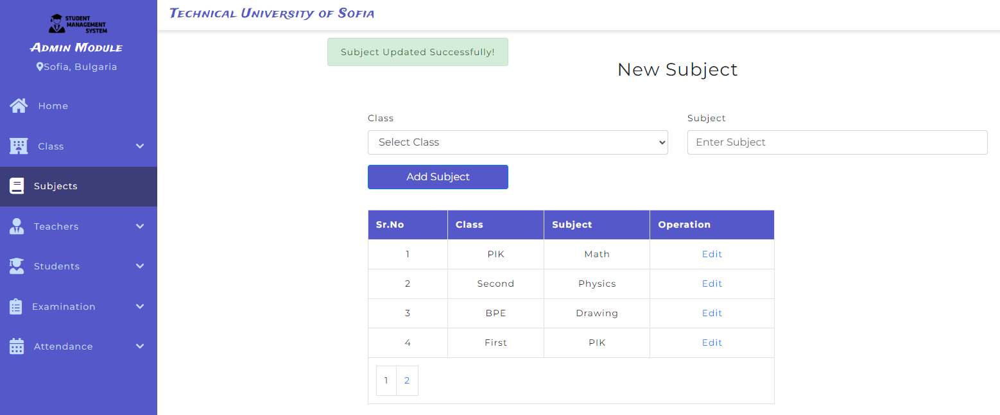 STUDENT
MANAGEMENT
SYSTEM
Admin Module
Sofia, Bulgaria
Home
Class
Subjects
Teachers
Students
Examination
Attendance
Technical University of Sofia
Subject Updated Successfully!
New Subject
Class Subject
Select Class Enter Subject
Add Subject
Sr.No Class Subject Operation
1 PIK Math Edit
2 Second Physics Edit
3 BPE Drawing Edit
4 First PIK Edit
1 2